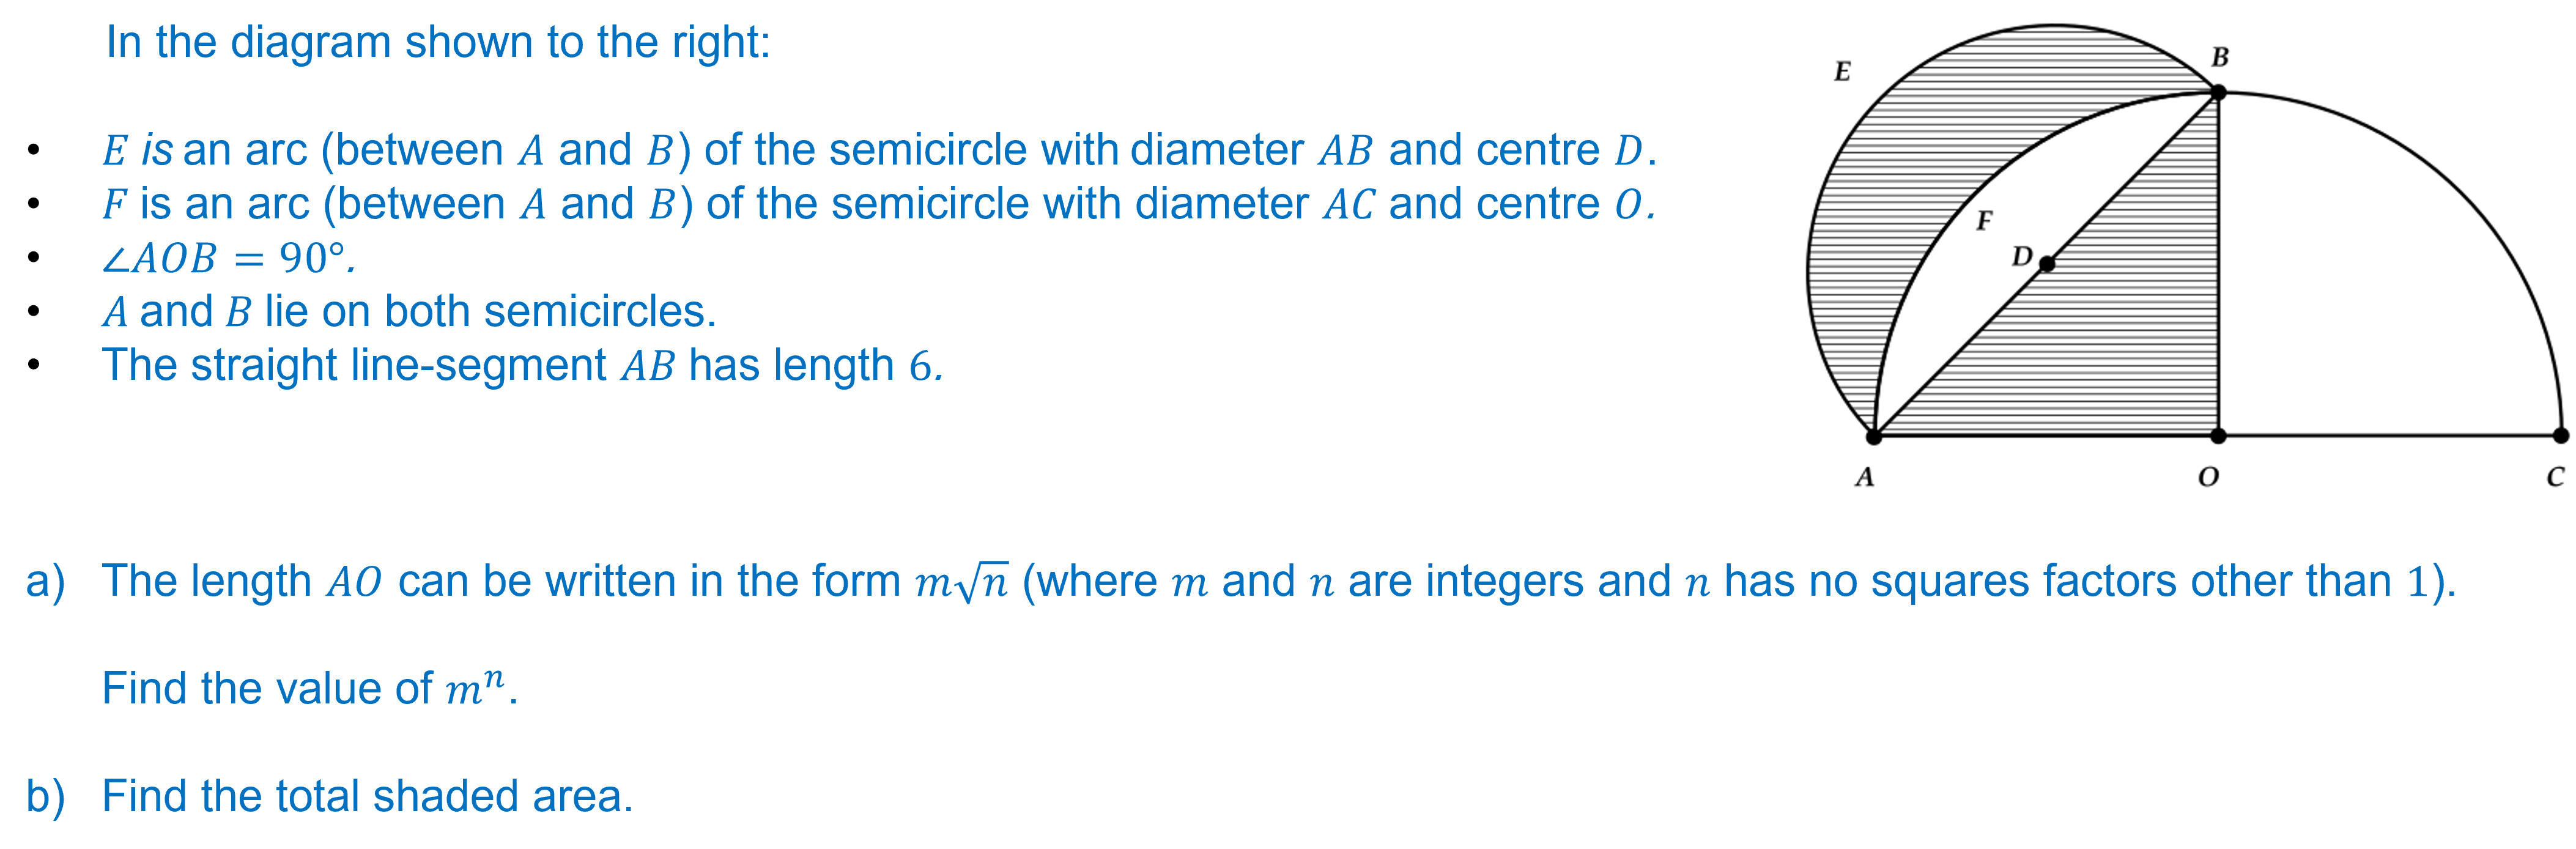 In the diagram shown to the right:
• E is an arc (between A and B) of the semicircle with diameter AB and centre D.
• F is an arc (between A and B) of the semicircle with diameter AC and centre O.
• ∠AOB = 90°.
• A and B lie on both semicircles.
• The straight line-segment AB has length 6.
E
B
F
D
A
O
C
a) The length AO can be written in the form m√n (where m and n are integers and n has no squares factors other than 1).
Find the value of mⁿ.
b) Find the total shaded area.